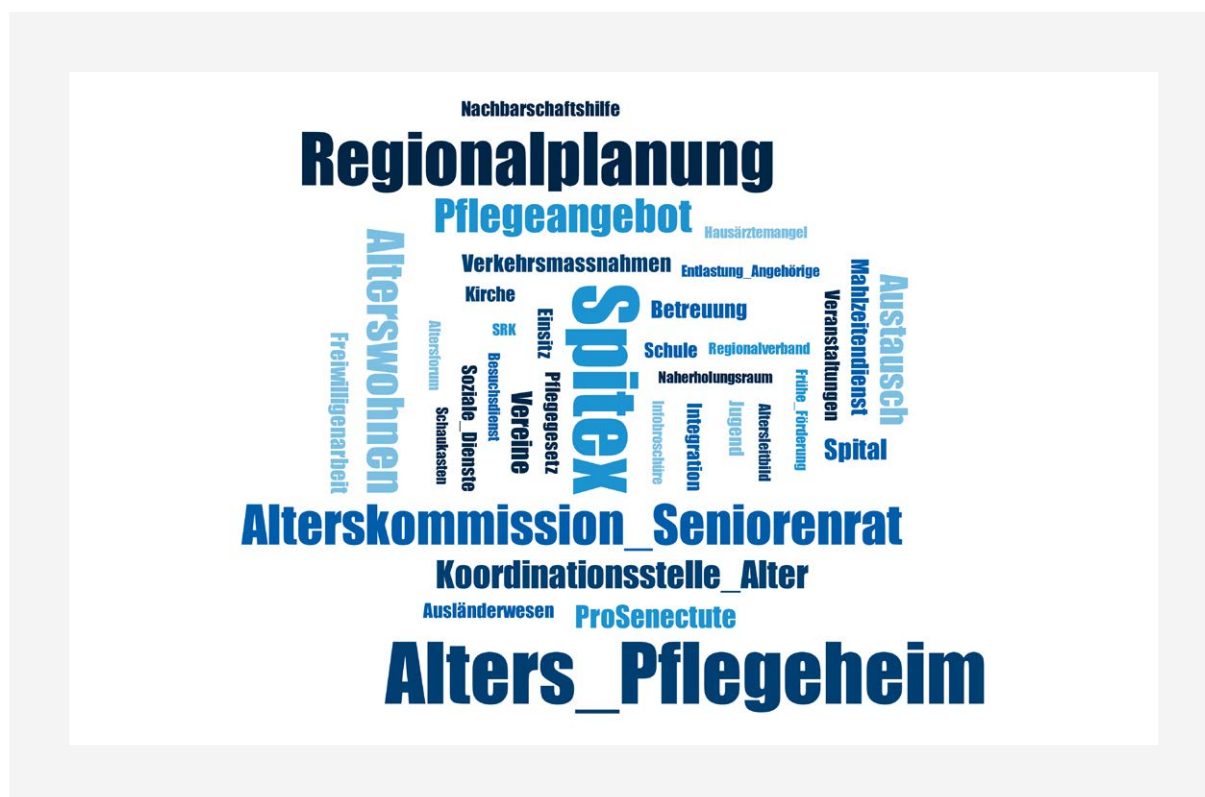 Nachbarschaftshilfe
Regionalplanung
Pflegeangebot
Hausärztemangel
Alterswohnen
Verkehrsmassnahmen
Entlastung_Angehörige
Mahlzeitendienst
Austausch
Kirche
Spitex
Betreuung
Veranstaltungen
Einsitz
SRK
Altersforum
Freiwilligenarbeit
Schule
Regionalverband
Besuchsdienst
Soziale_Dienste
Pflegegesetz
Naherholungsraum
Frühe_Förderung
Vereine
Schaukasten
Infobroschüre
Integration
Jugend
Altersleitbild
Spital
Alterskommission_Seniorenrat
Koordinationsstelle_Alter
Ausländerwesen
ProSenectute
Alters_Pflegeheim